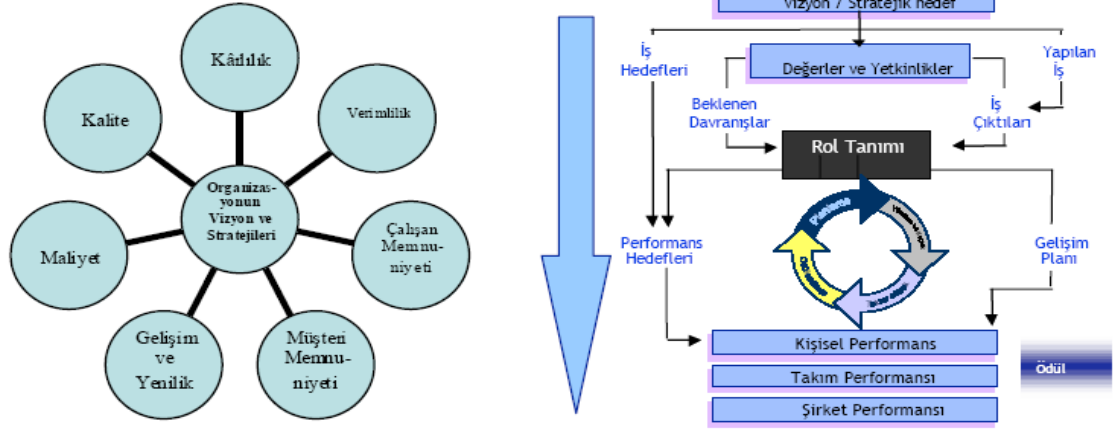 Kârlılık
Verimlilik
Çalışan
Memnu-
niyeti
Müşteri
Memnu-
niyeti
Gelişim
ve
Yenilik
Maliyet
Kalite
Organizas-
yonun
Vizyon ve
Stratejileri
Vizyon / Stratejik hedef
İş
Hedefleri
Değerler ve Yetkinlikler
Yapılan
İş
Beklenen
Davranışlar
İş
Çıktıları
Rol Tanımı
Planlama
Performans
Hedefleri
Gelişim
Planı
Kişisel Performans
Takım Performansı
Şirket Performansı
Ödül